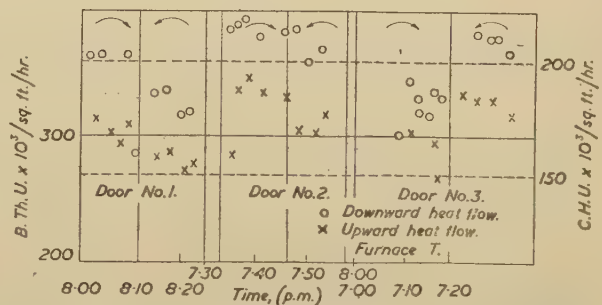 B.Th.U. × 10³/sq.ft./hr.
300
200
C.H.U. × 10³/sq.ft./hr.
200
150
Door No.1.
Door No.2.
Door No.3.
o Downward heat flow.
x Upward heat flow.
Furnace T.
8·00 8·10 8·20
7·30 7·40 7·50 8·00
7·00 7·10 7·20
Time, (p.m.)